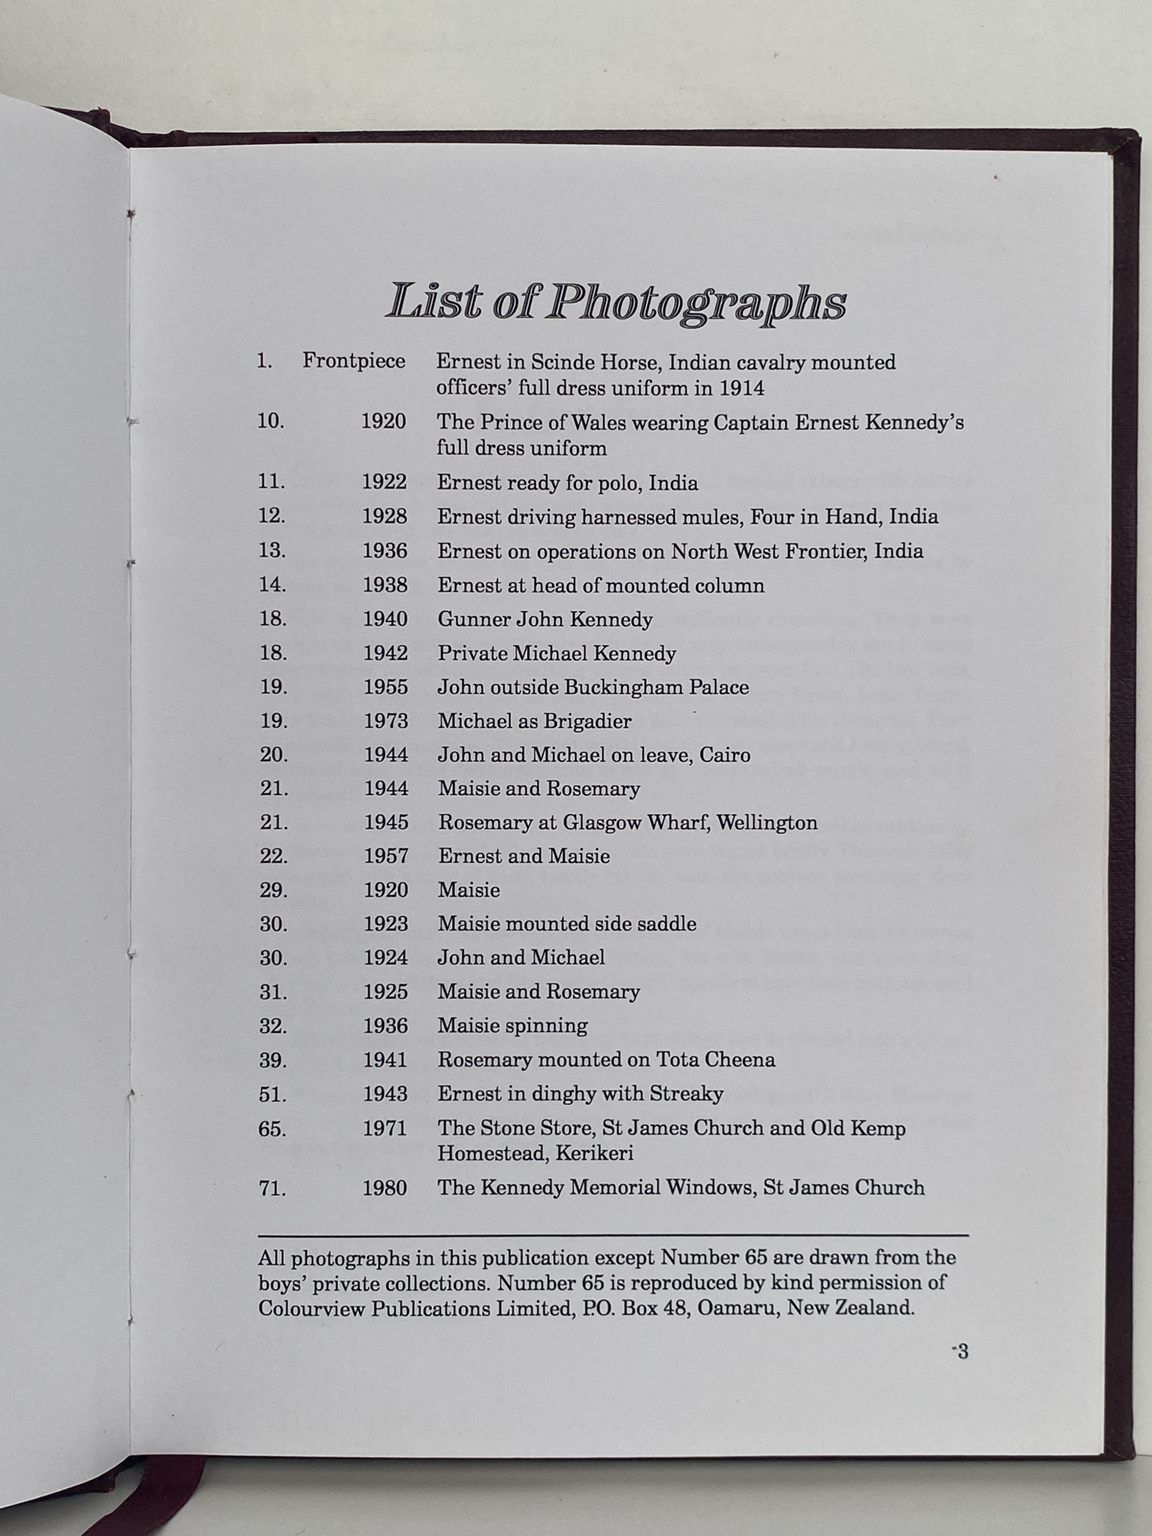 List of Photographs
1. Frontpiece Ernest in Scinde Horse, Indian cavalry mounted
officers' full dress uniform in 1914
10. 1920 The Prince of Wales wearing Captain Ernest Kennedy's
full dress uniform
11. 1922 Ernest ready for polo, India
12. 1928 Ernest driving harnessed mules, Four in Hand, India
13. 1936 Ernest on operations on North West Frontier, India
14. 1938 Ernest at head of mounted column
18. 1940 Gunner John Kennedy
18. 1942 Private Michael Kennedy
19. 1955 John outside Buckingham Palace
19. 1973 Michael as Brigadier
20. 1944 John and Michael on leave, Cairo
21. 1944 Maisie and Rosemary
21. 1945 Rosemary at Glasgow Wharf, Wellington
22. 1957 Ernest and Maisie
29. 1920 Maisie
30. 1923 Maisie mounted side saddle
30. 1924 John and Michael
31. 1925 Maisie and Rosemary
32. 1936 Maisie spinning
39. 1941 Rosemary mounted on Tota Cheena
51. 1943 Ernest in dinghy with Streaky
65. 1971 The Stone Store, St James Church and Old Kemp
Homestead, Kerikeri
71. 1980 The Kennedy Memorial Windows, St James Church
All photographs in this publication except Number 65 are drawn from the
boys' private collections. Number 65 is reproduced by kind permission of
Colourview Publications Limited, P.O. Box 48, Oamaru, New Zealand.
-3